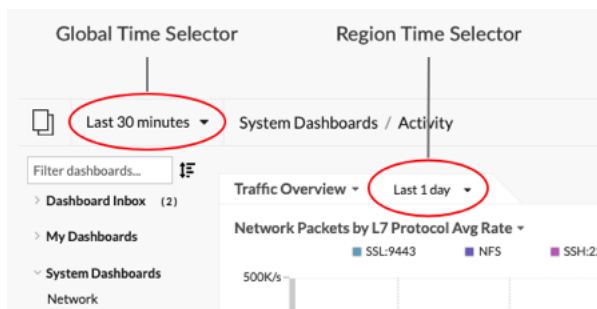 Global Time Selector
Region Time Selector
Last 30 minutes
System Dashboards / Activity
Filter dashboards...
Dashboard Inbox (2)
My Dashboards
System Dashboards
Network
Traffic Overview
Last 1 day
Network Packets by L7 Protocol Avg Rate
SSL:9443
NFS
500K/s